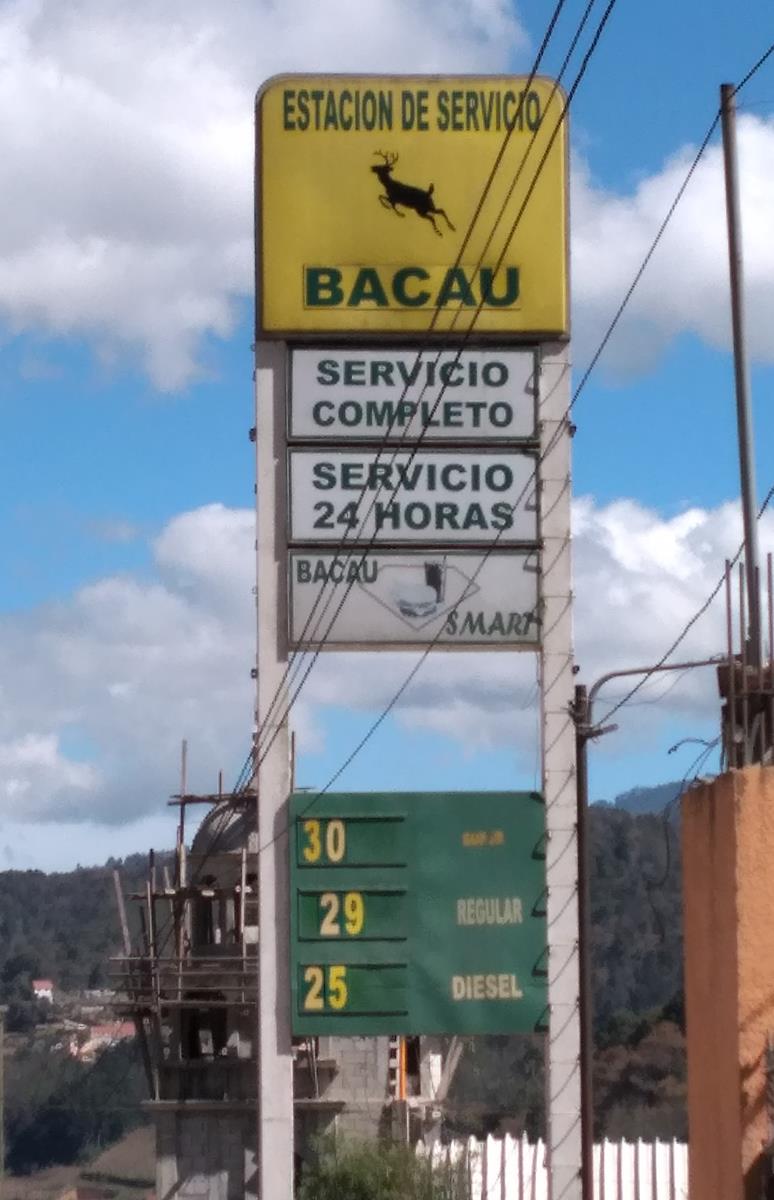 ESTACION DE SERVICIO
BACAU
SERVICIO
COMPLETO
SERVICIO
24 HORAS
BACAU
SMART
30
29 REGULAR
25 DIESEL